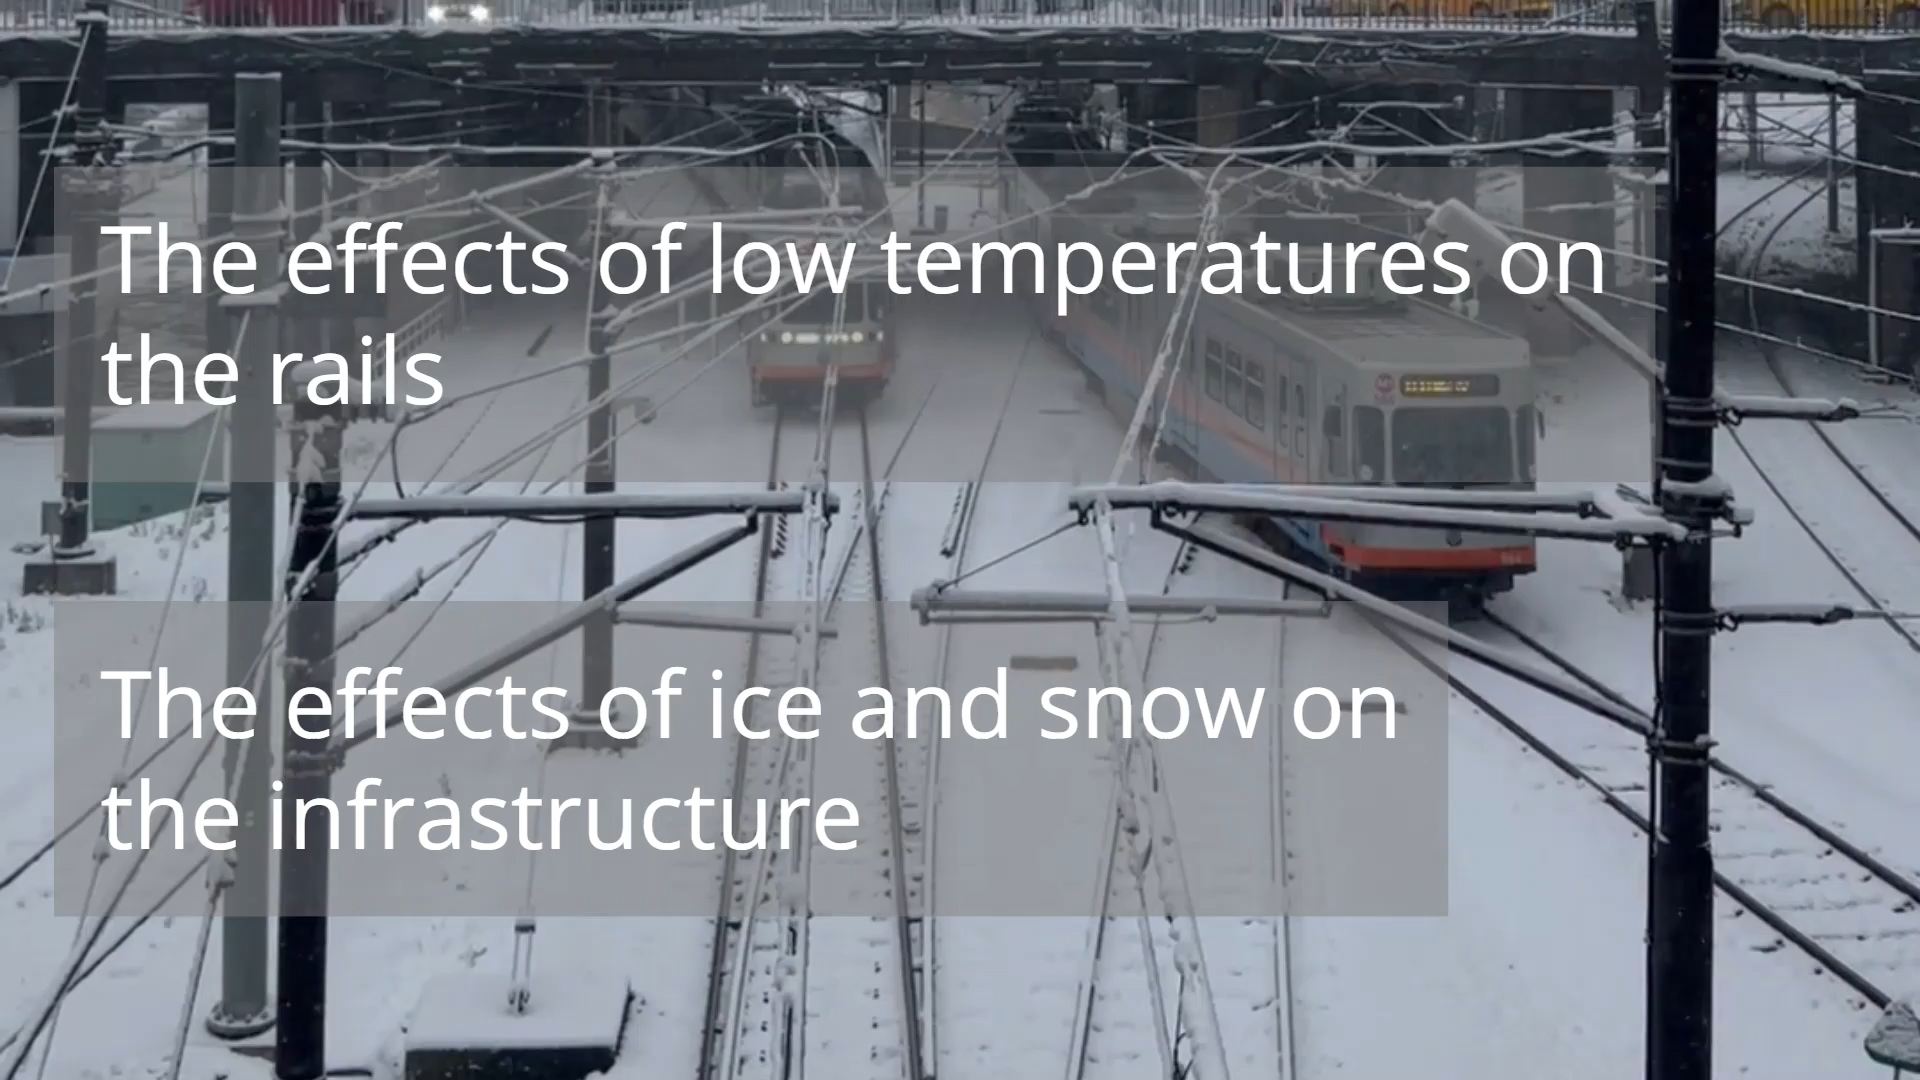 The effects of low temperatures on
the rails
The effects of ice and snow on
the infrastructure